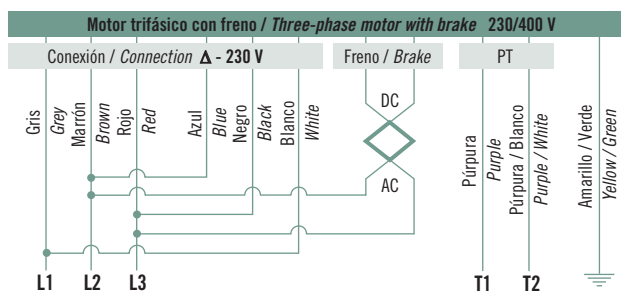 Motor trifásico con freno / Three-phase motor with brake 230/400 V
Conexión / Connection Δ - 230 V
Freno / Brake
PT
Gris
Grey
Marrón
Brown
Rojo
Red
Azul
Blue
Negro
Black
Blanco
White
DC
AC
Púrpura
Purple
Púrpura / Blanco
Purple / White
Amarillo / Verde
Yellow / Green
L1
L2
L3
T1
T2